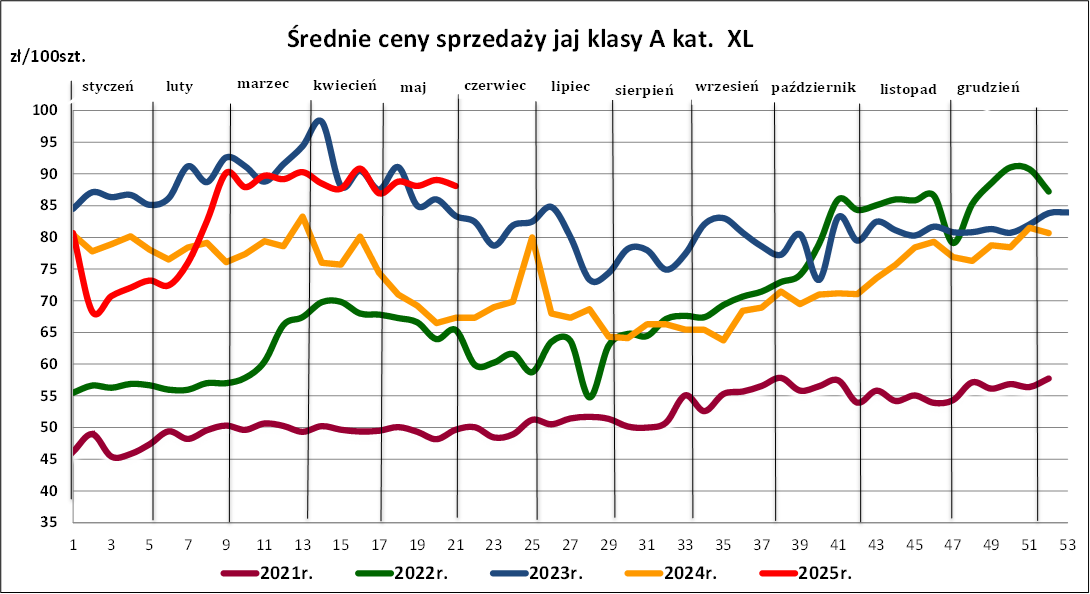 Średnie ceny sprzedaży jaj klasy A kat. XL
zł/100szt.
styczeń luty marzec kwiecień maj czerwiec lipiec sierpień wrzesień październik listopad grudzień
100
95
90
85
80
75
70
65
60
55
50
45
40
35
1 3 5 7 9 11 13 15 17 19 21 23 25 27 29 31 33 35 37 39 41 43 45 47 49 51 53
2021r. 2022r. 2023r. 2024r. 2025r.